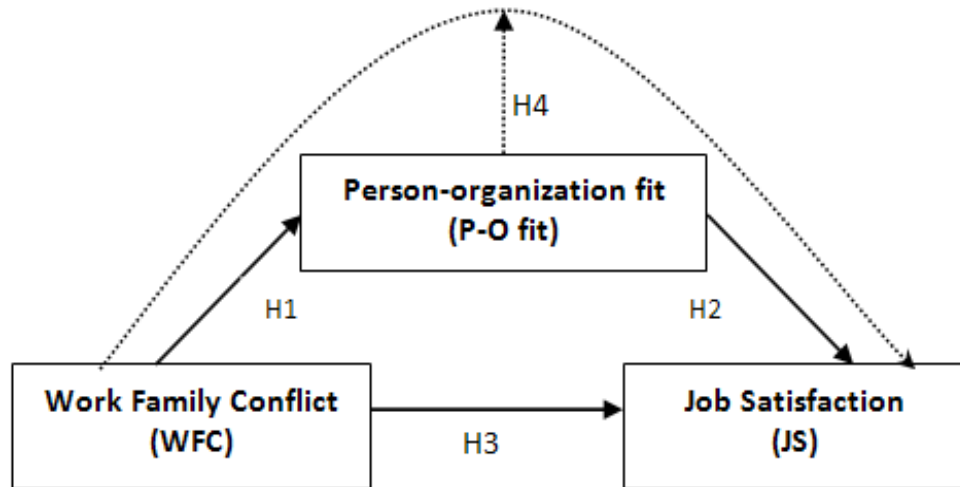 H4
Person-organization fit
(P-O fit)
H1
H2
Work Family Conflict
(WFC)
H3
Job Satisfaction
(JS)